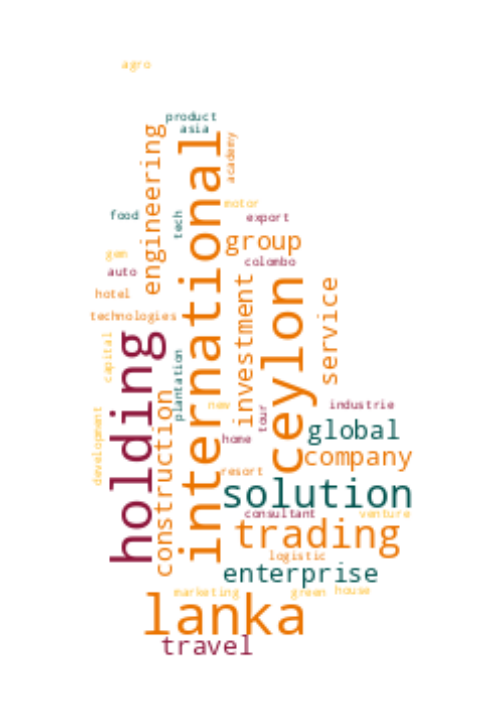 agro
product
asia
engineering
international
academy
motor
food
tech
export
group
gem
colombo
auto
hotel
investment
ceylon
service
technologies
holding
capital
plantation
construction
new
tour
industrie
development
home
global
company
resort
solution
consultant
venture
trading
logistic
enterprise
marketing
green
house
lanka
travel